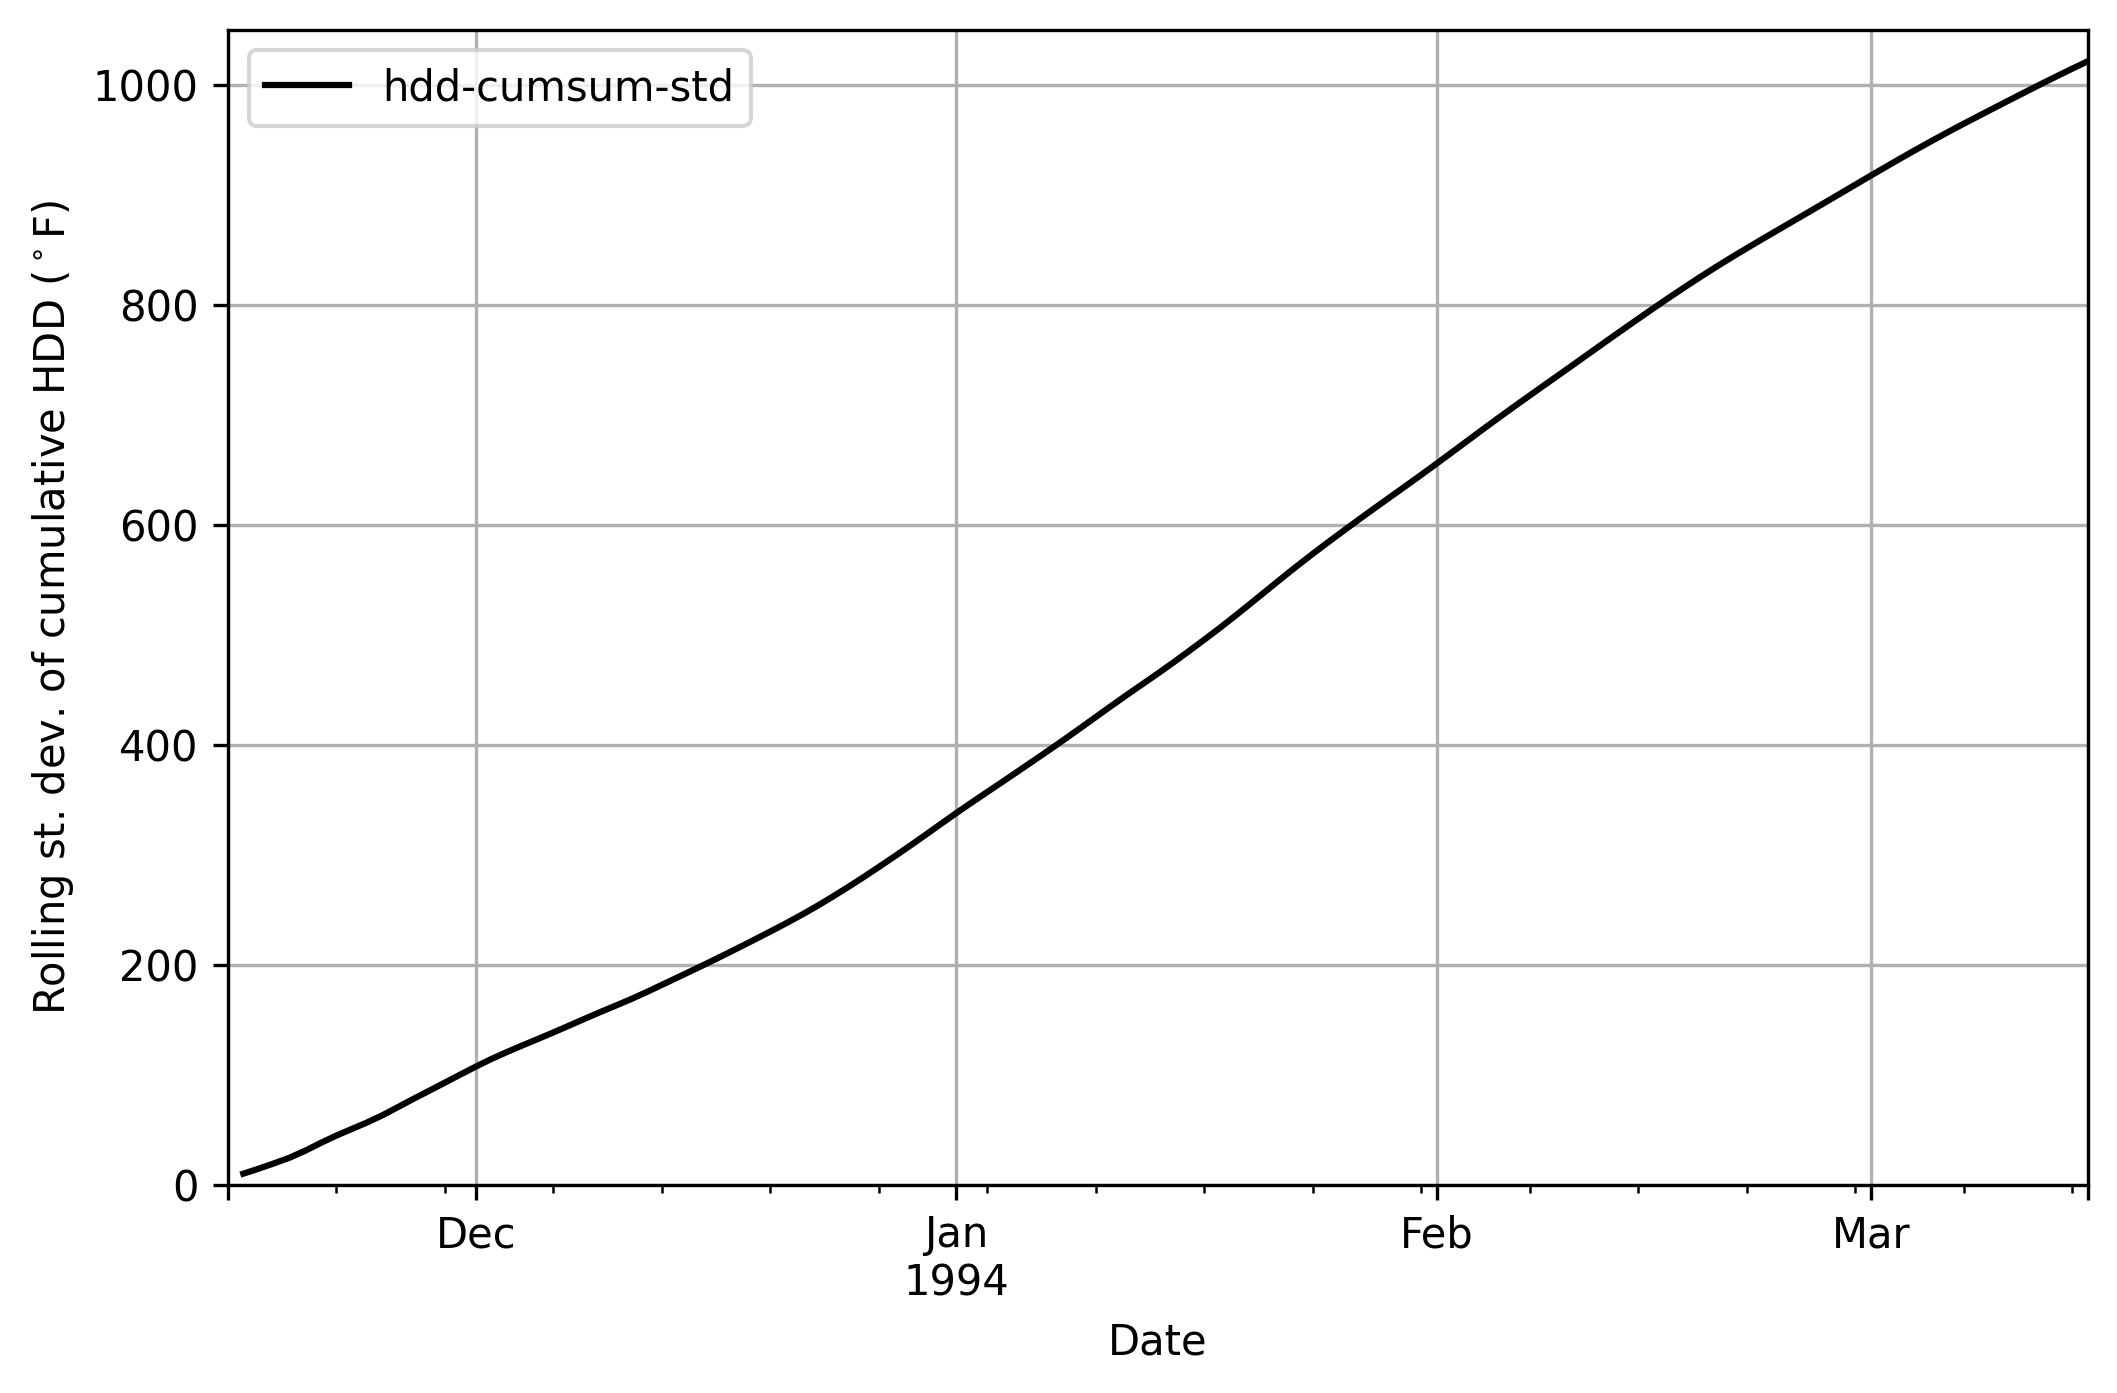 hdd-cumsum-std
Rolling st. dev. of cumulative HDD (°F)
1000
800
600
400
200
0
Dec
Jan
1994
Feb
Mar
Date